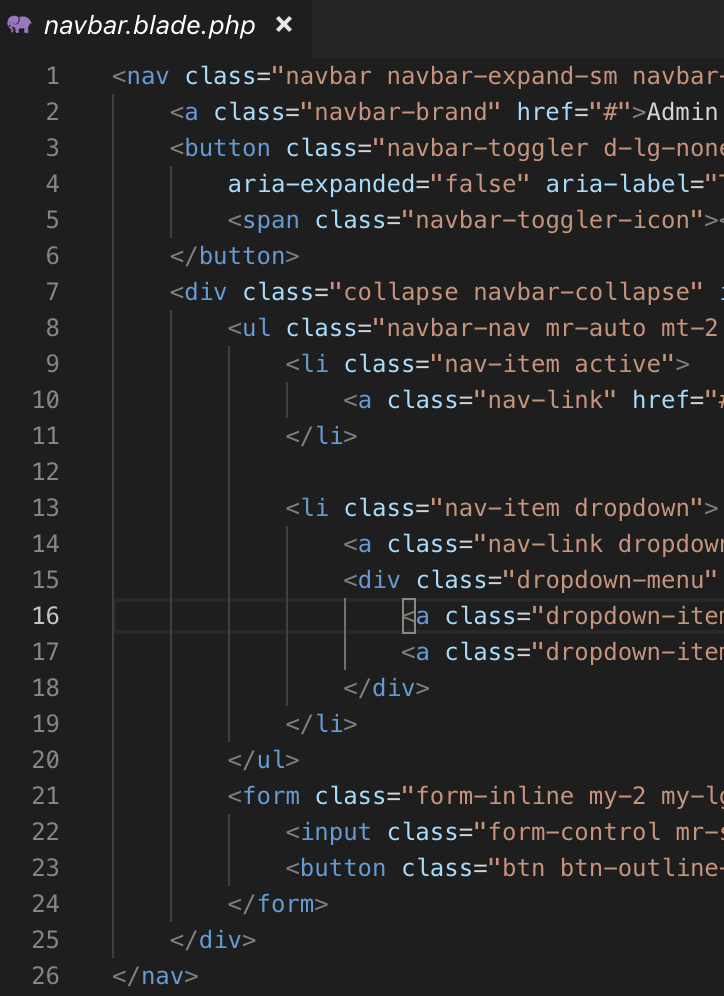 navbar.blade.php ×
1 <nav class="navbar navbar-expand-sm navbar-
2 <a class="navbar-brand" href="#">Admin
3 <button class="navbar-toggler d-lg-none
4 aria-expanded="false" aria-label="T
5 <span class="navbar-toggler-icon"><
6 </button>
7 <div class="collapse navbar-collapse" i
8 <ul class="navbar-nav mr-auto mt-2
9 <li class="nav-item active">
10 <a class="nav-link" href="#
11 </li>
12
13 <li class="nav-item dropdown">
14 <a class="nav-link dropdown
15 <div class="dropdown-menu"
16 <a class="dropdown-item
17 <a class="dropdown-item
18 </div>
19 </li>
20 </ul>
21 <form class="form-inline my-2 my-lg
22 <input class="form-control mr-s
23 <button class="btn btn-outline-
24 </form>
25 </div>
26 </nav>